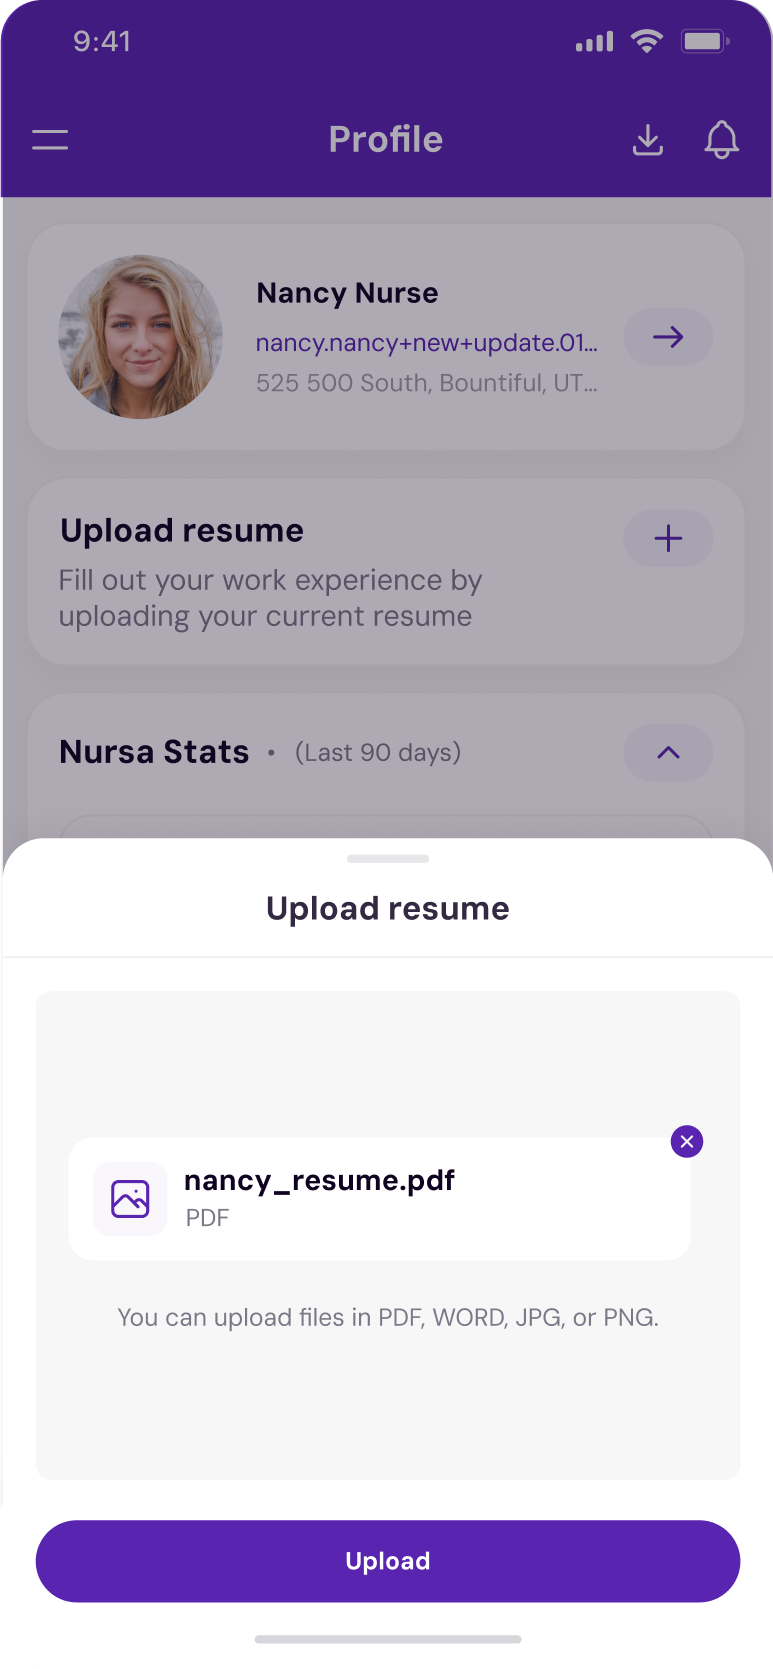 9:41
Profile
Nancy Nurse
nancy.nancy+new+update.01...
525 500 South, Bountiful, UT...
Upload resume
Fill out your work experience by
uploading your current resume
Nursa Stats • (Last 90 days)
Upload resume
nancy_resume.pdf
PDF
You can upload files in PDF, WORD, JPG, or PNG.
Upload